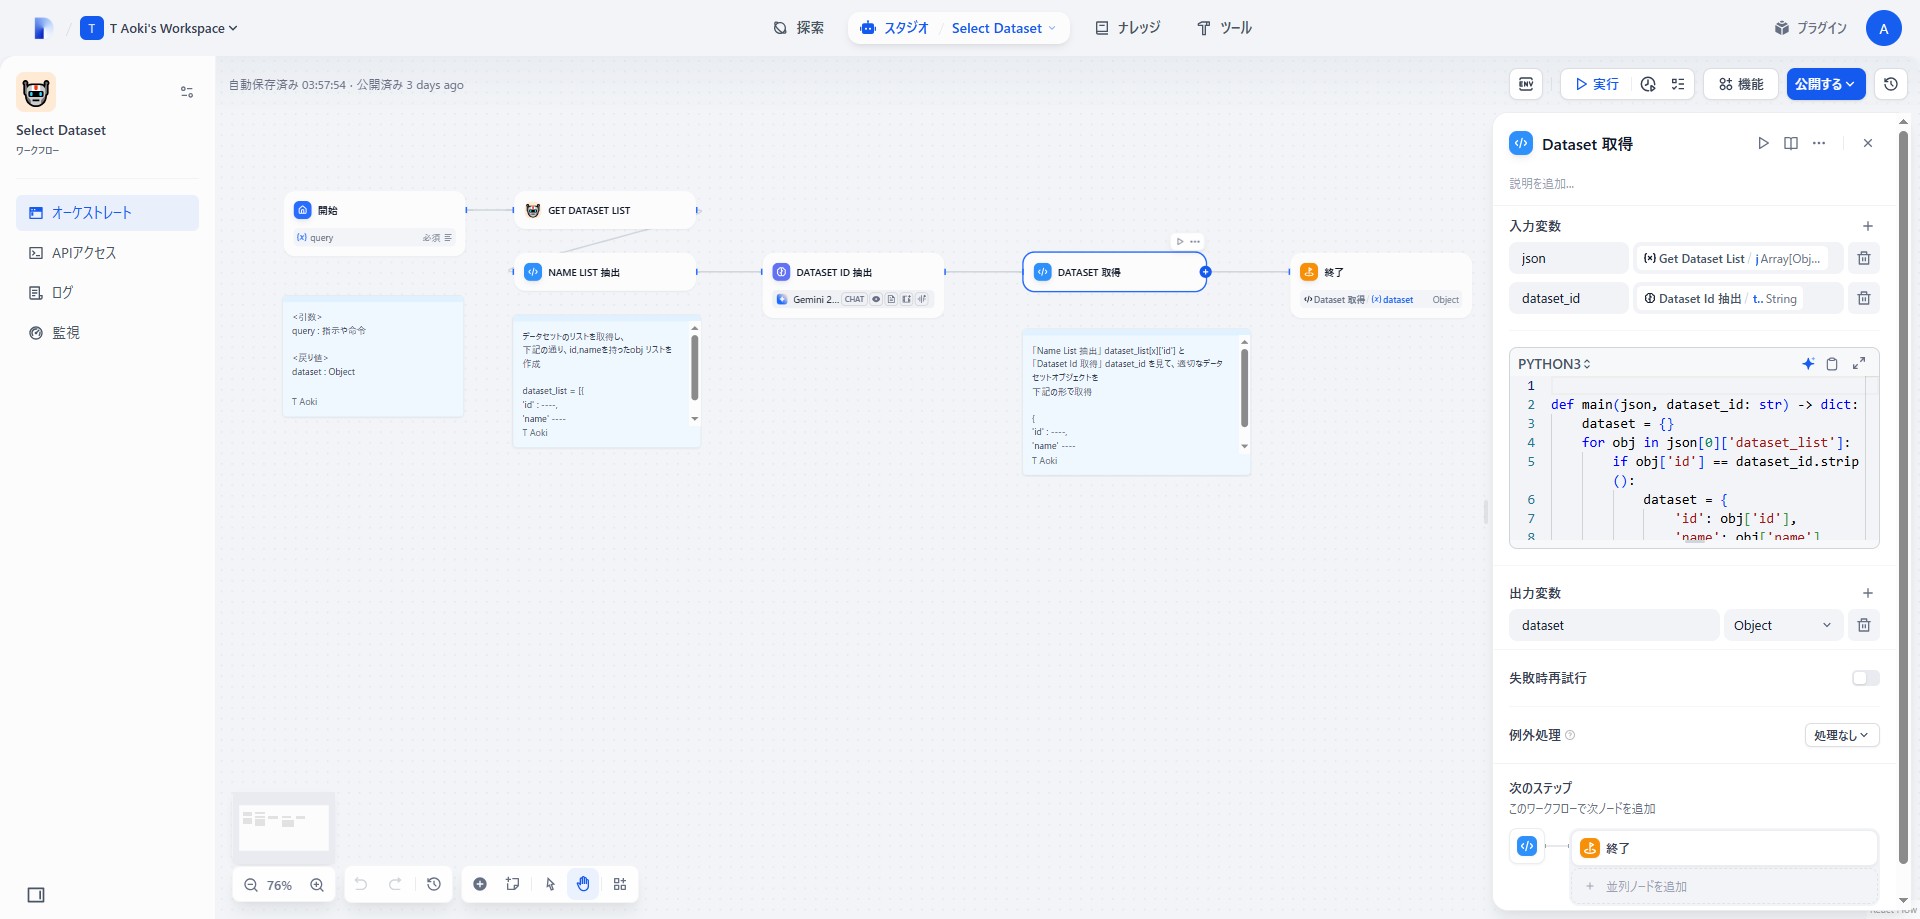 T
T Aoki's Workspace
探索
スタジオ / Select Dataset
ナレッジ
ツール
プラグイン
A
Select Dataset
ワークフロー
オーケストレート
APIアクセス
ログ
監視
自動保存済み 03:57:54 · 公開済み 3 days ago
ENV
実行
機能
公開する
開始
{x} query 必須
GET DATASET LIST
NAME LIST 抽出
DATASET ID 抽出
Gemini 2... CHAT
DATASET 取得
終了
Dataset 取得/{x} dataset Object
<引数>
query : 指示や命令
<戻り値>
dataset : Object
T Aoki
データセットのリストを取得し、
下記の通り、id,nameを持ったobj リストを
作成
dataset_list = [{
'id' : ----,
'name' ----
T Aoki
「Name List 抽出」 dataset_list[x]['id'] と
「Dataset Id 取得」 dataset_id を見て、適切なデータ
セットオブジェクトを
下記の形で取得
{
'id' : ----,
'name' ----
T Aoki
76%
Dataset 取得
説明を追加...
入力変数
json {x} Get Dataset List / j Array[Obj...
dataset_id Dataset Id 抽出 / t.. String
PYTHON3
1
2 def main(json, dataset_id: str) -> dict:
3 dataset = {}
4 for obj in json[0]['dataset_list']:
5 if obj['id'] == dataset_id.strip
():
6 dataset = {
7 'id': obj['id'],
8 'name': obj['name']
出力変数
dataset Object
失敗時再試行
例外処理 処理なし
次のステップ
このワークフローで次ノードを追加
終了
+ 並列ノードを追加
React Flow